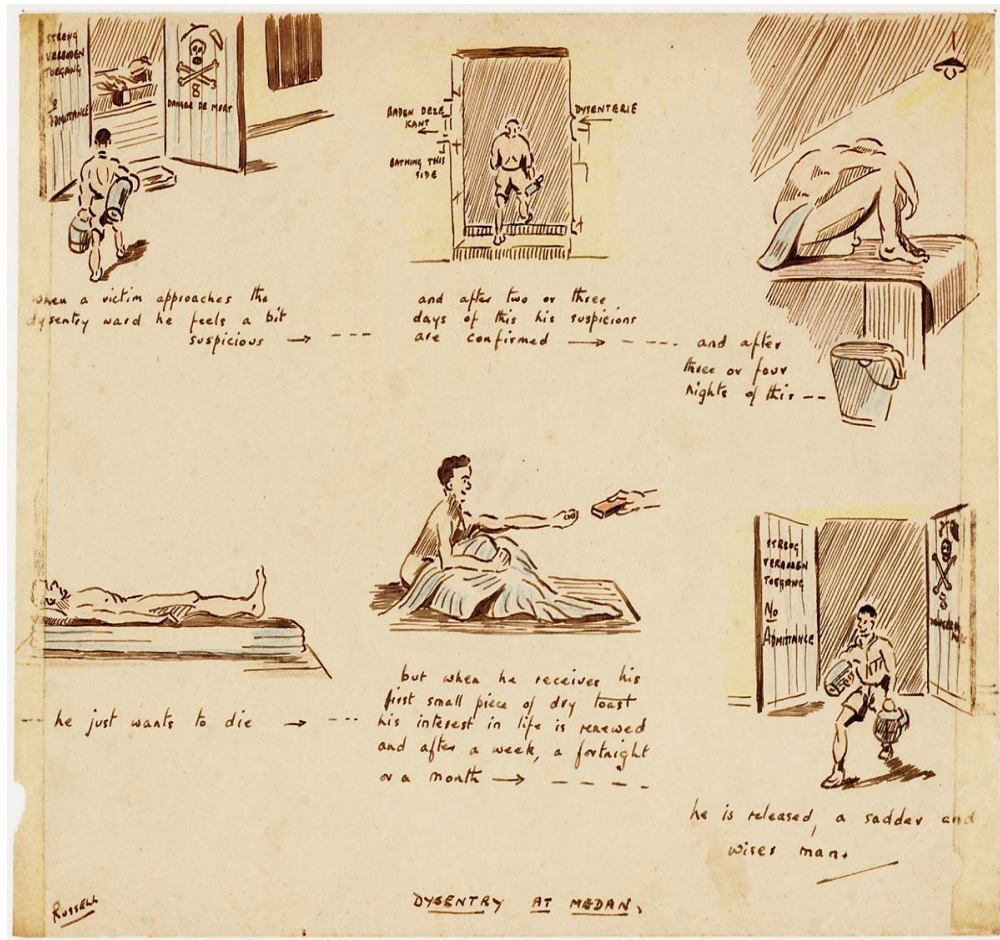 STRENG
VERBODEN
TOEGANG
ADMITTANCE
DANGER DE MORT
when a victim approaches the
dysentry ward he feels a bit
suspicious → ---
BADEN DEZE
KANT
BATHING THIS
SIDE
DYSENTERIE
and after two or three
days of this his suspicions
are confirmed → ----
and after
three or four
nights of this --
-- he just wants to die → ---
but when he receives his
first small piece of dry toast
his interest in life is renewed
and after a week, a fortnight
or a month → ----
STRENG
VERBODEN
TOEGANG
NO
ADMITTANCE
he is released, a sadder and
wiser man.
RUSSELL
DYSENTRY AT MEDAN.